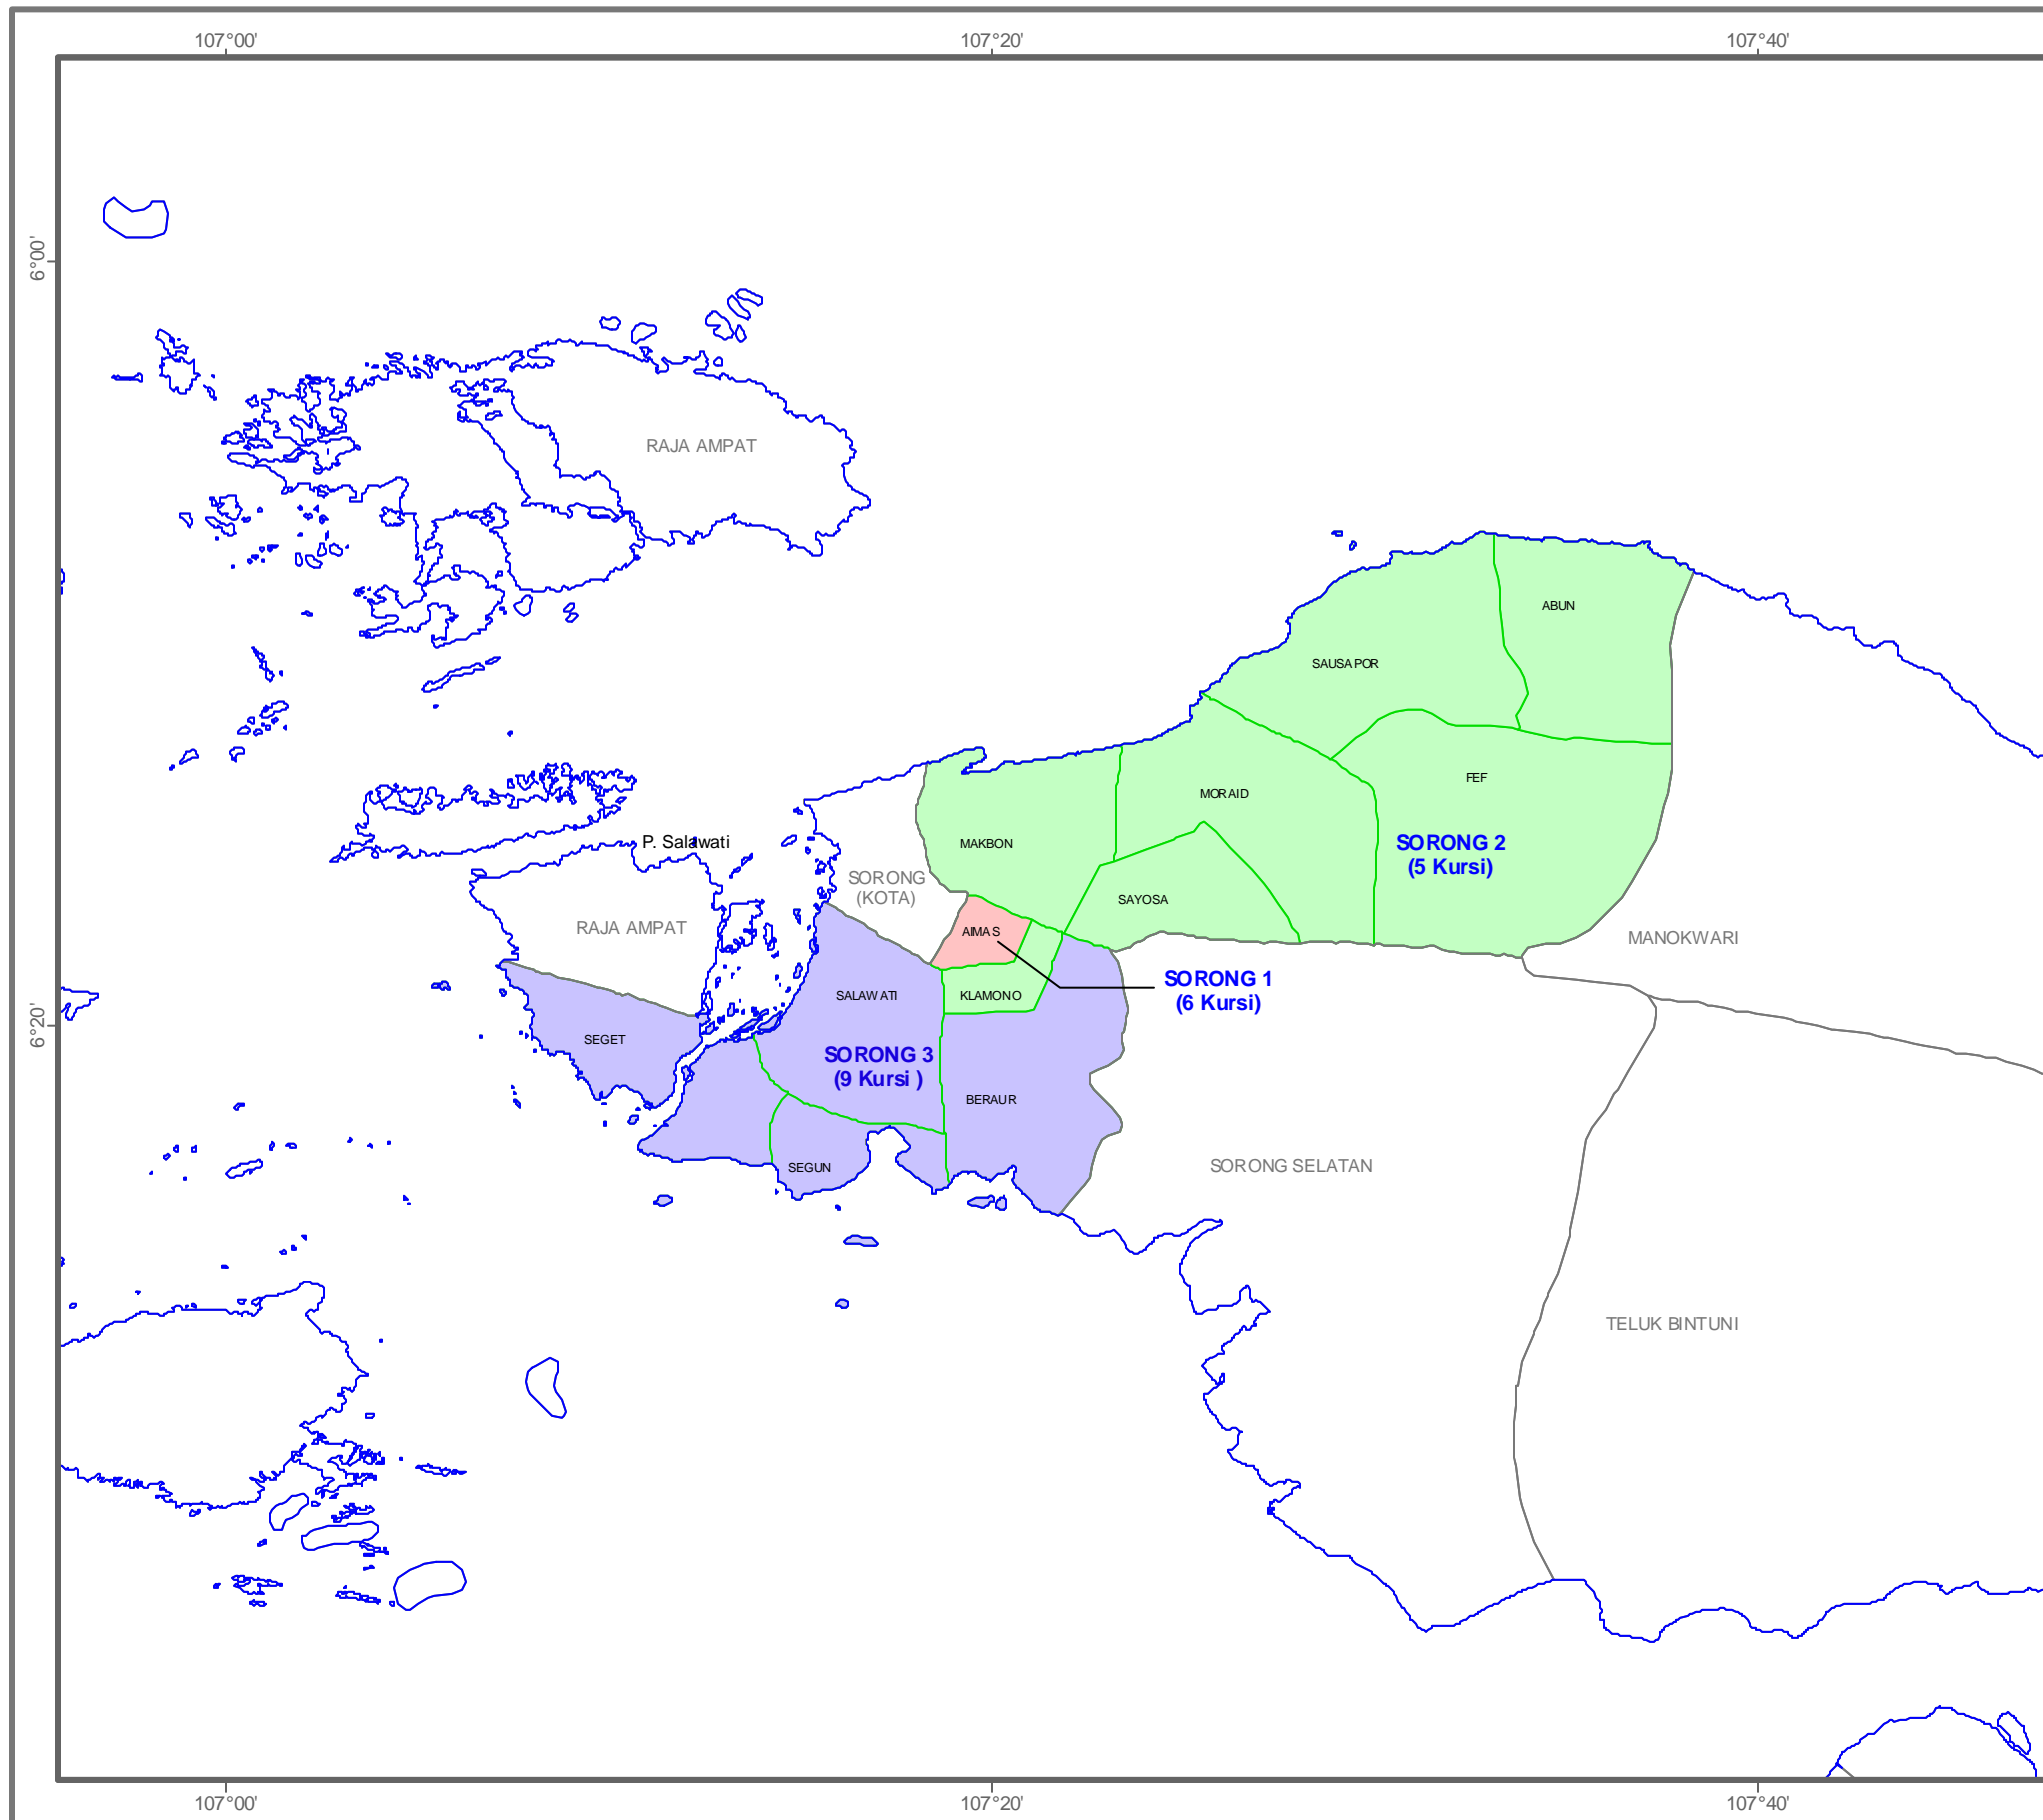 107°00'
107°20'
107°40'
6°00'
RAJA AMPAT
ABUN
SAUSAPOR
FEF
MORAID
P. Salawati
MAKBON
SORONG 2
(5 Kursi)
SORONG
(KOTA)
SAYOSA
RAJA AMPAT
AIMAS
MANOKWARI
SORONG 1
(6 Kursi)
SALAWATI
KLAMONO
6°20'
SEGET
SORONG 3
(9 Kursi )
BERAUR
SEGUN
SORONG SELATAN
TELUK BINTUNI
107°00'
107°20'
107°40'